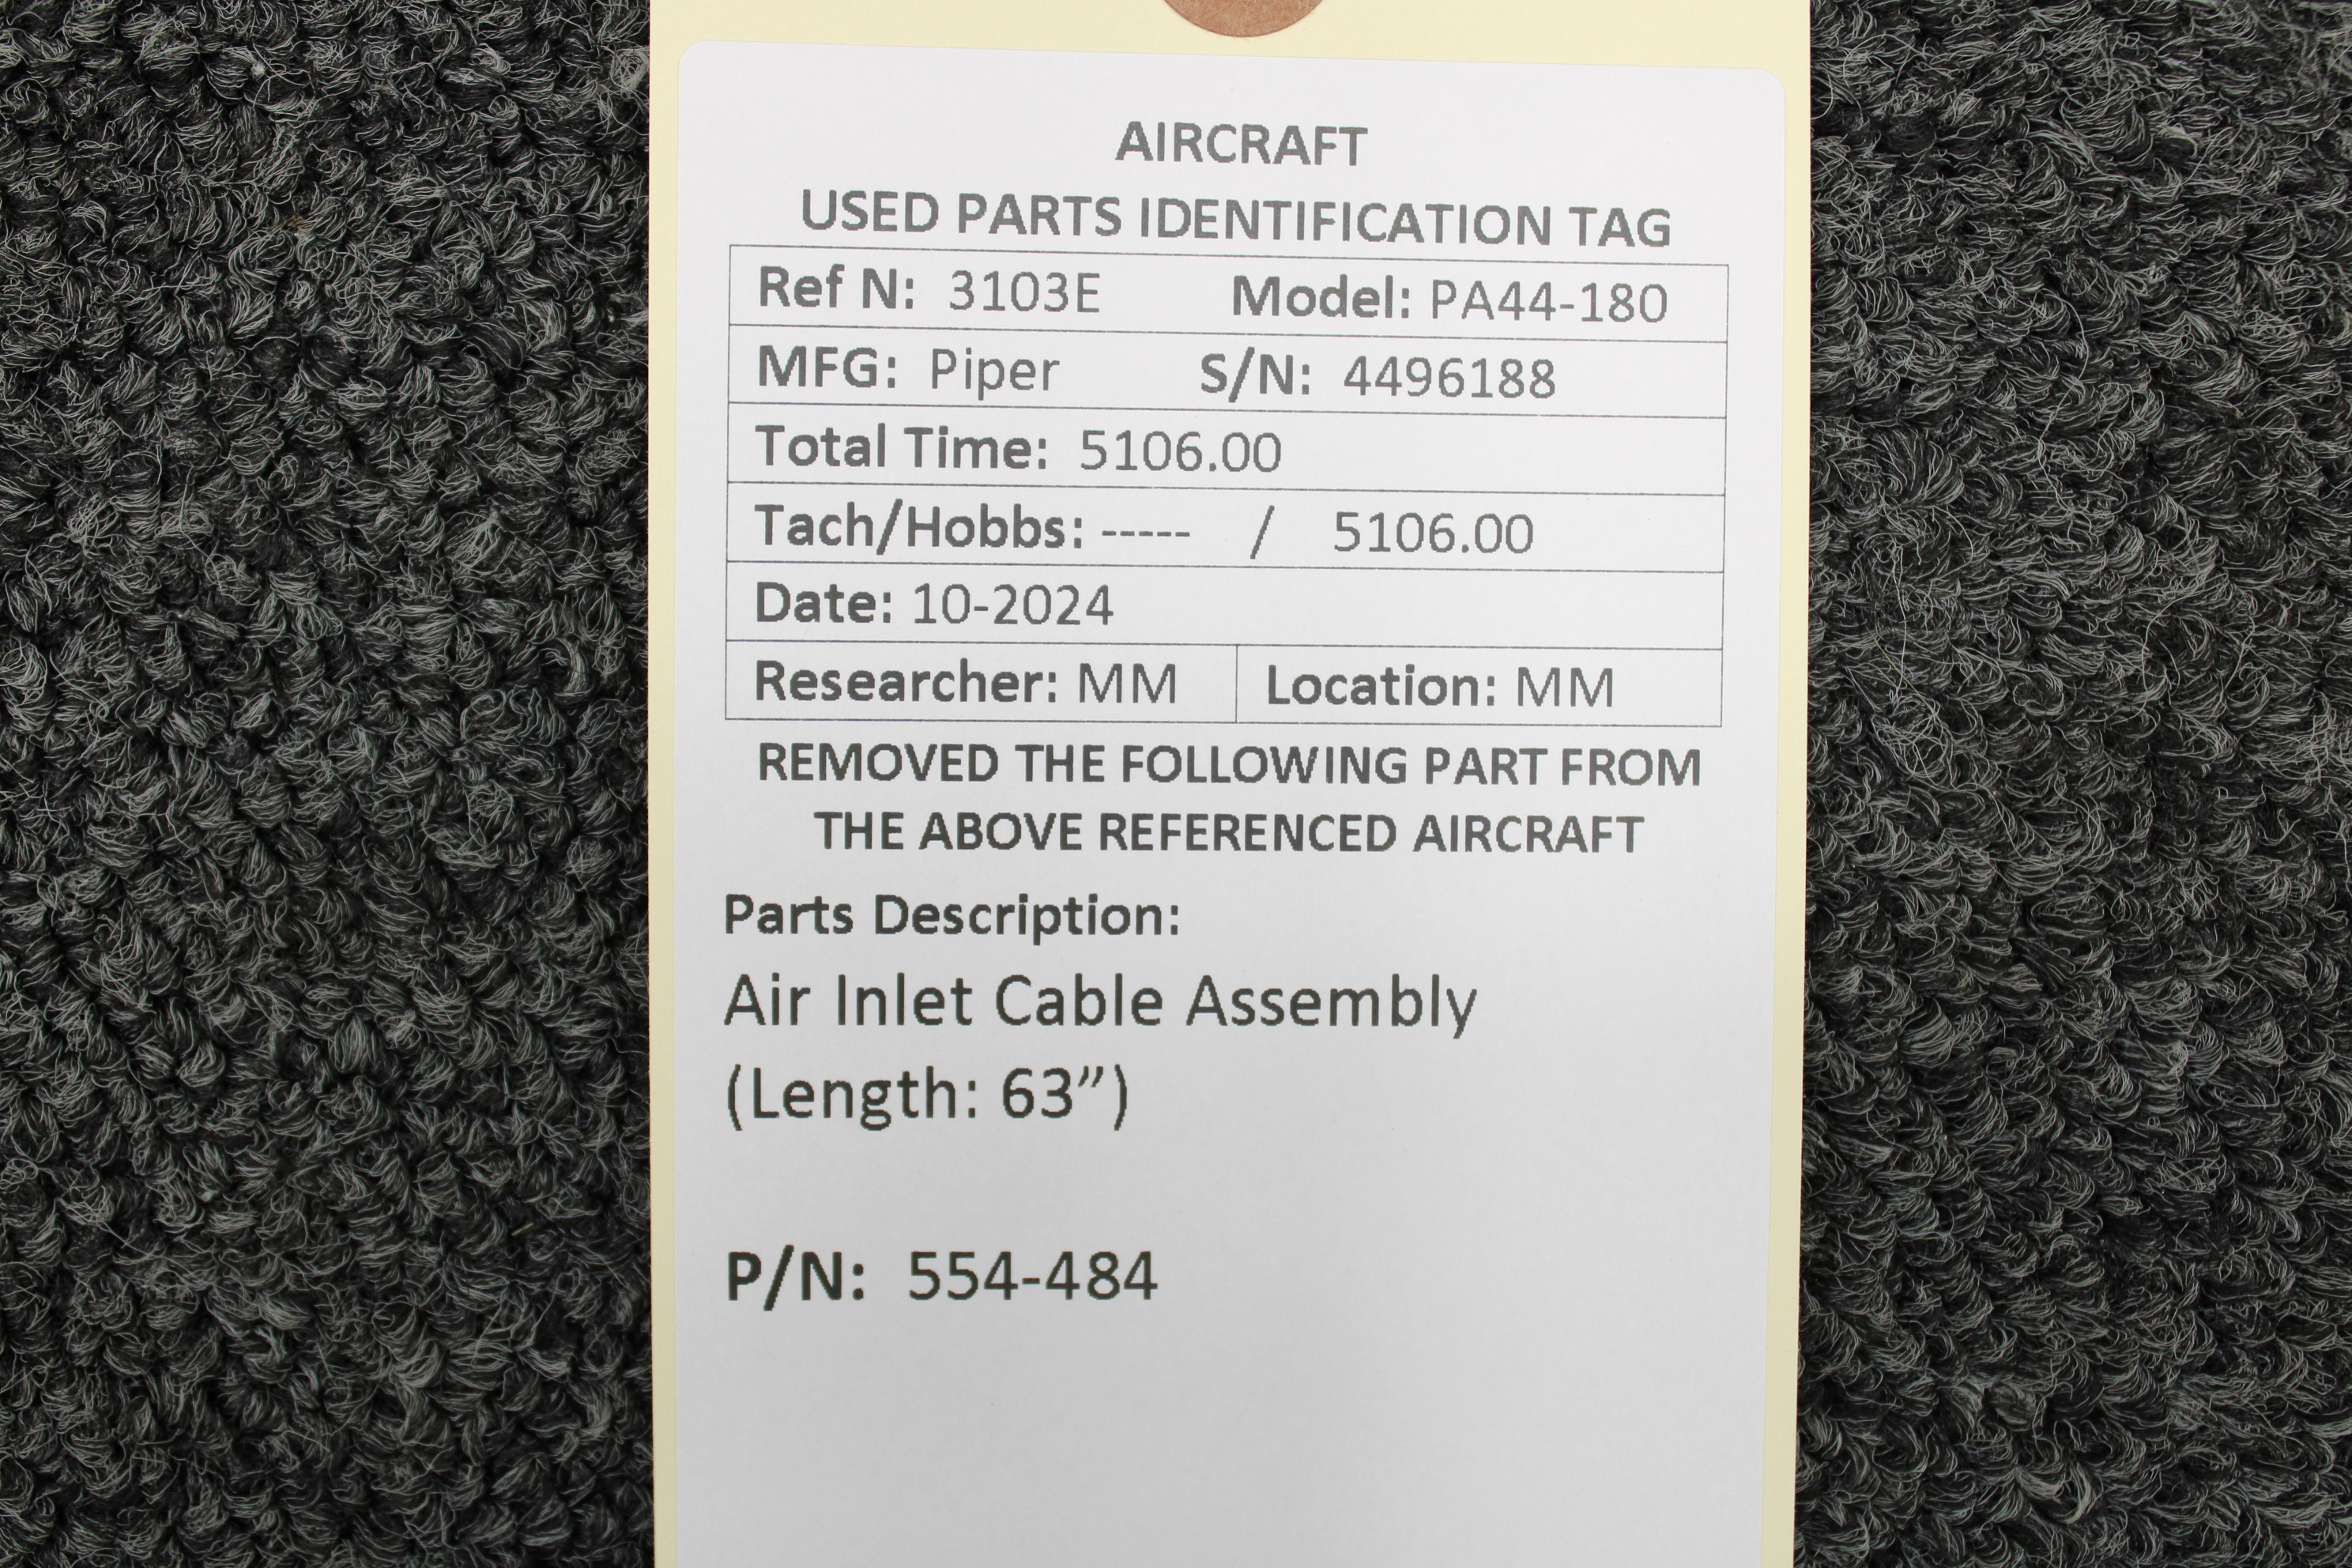 AIRCRAFT
USED PARTS IDENTIFICATION TAG
Ref N: 3103E Model: PA44-180
MFG: Piper S/N: 4496188
Total Time: 5106.00
Tach/Hobbs: ----- / 5106.00
Date: 10-2024
Researcher: MM Location: MM
REMOVED THE FOLLOWING PART FROM
THE ABOVE REFERENCED AIRCRAFT
Parts Description:
Air Inlet Cable Assembly
(Length: 63”)
P/N: 554-484